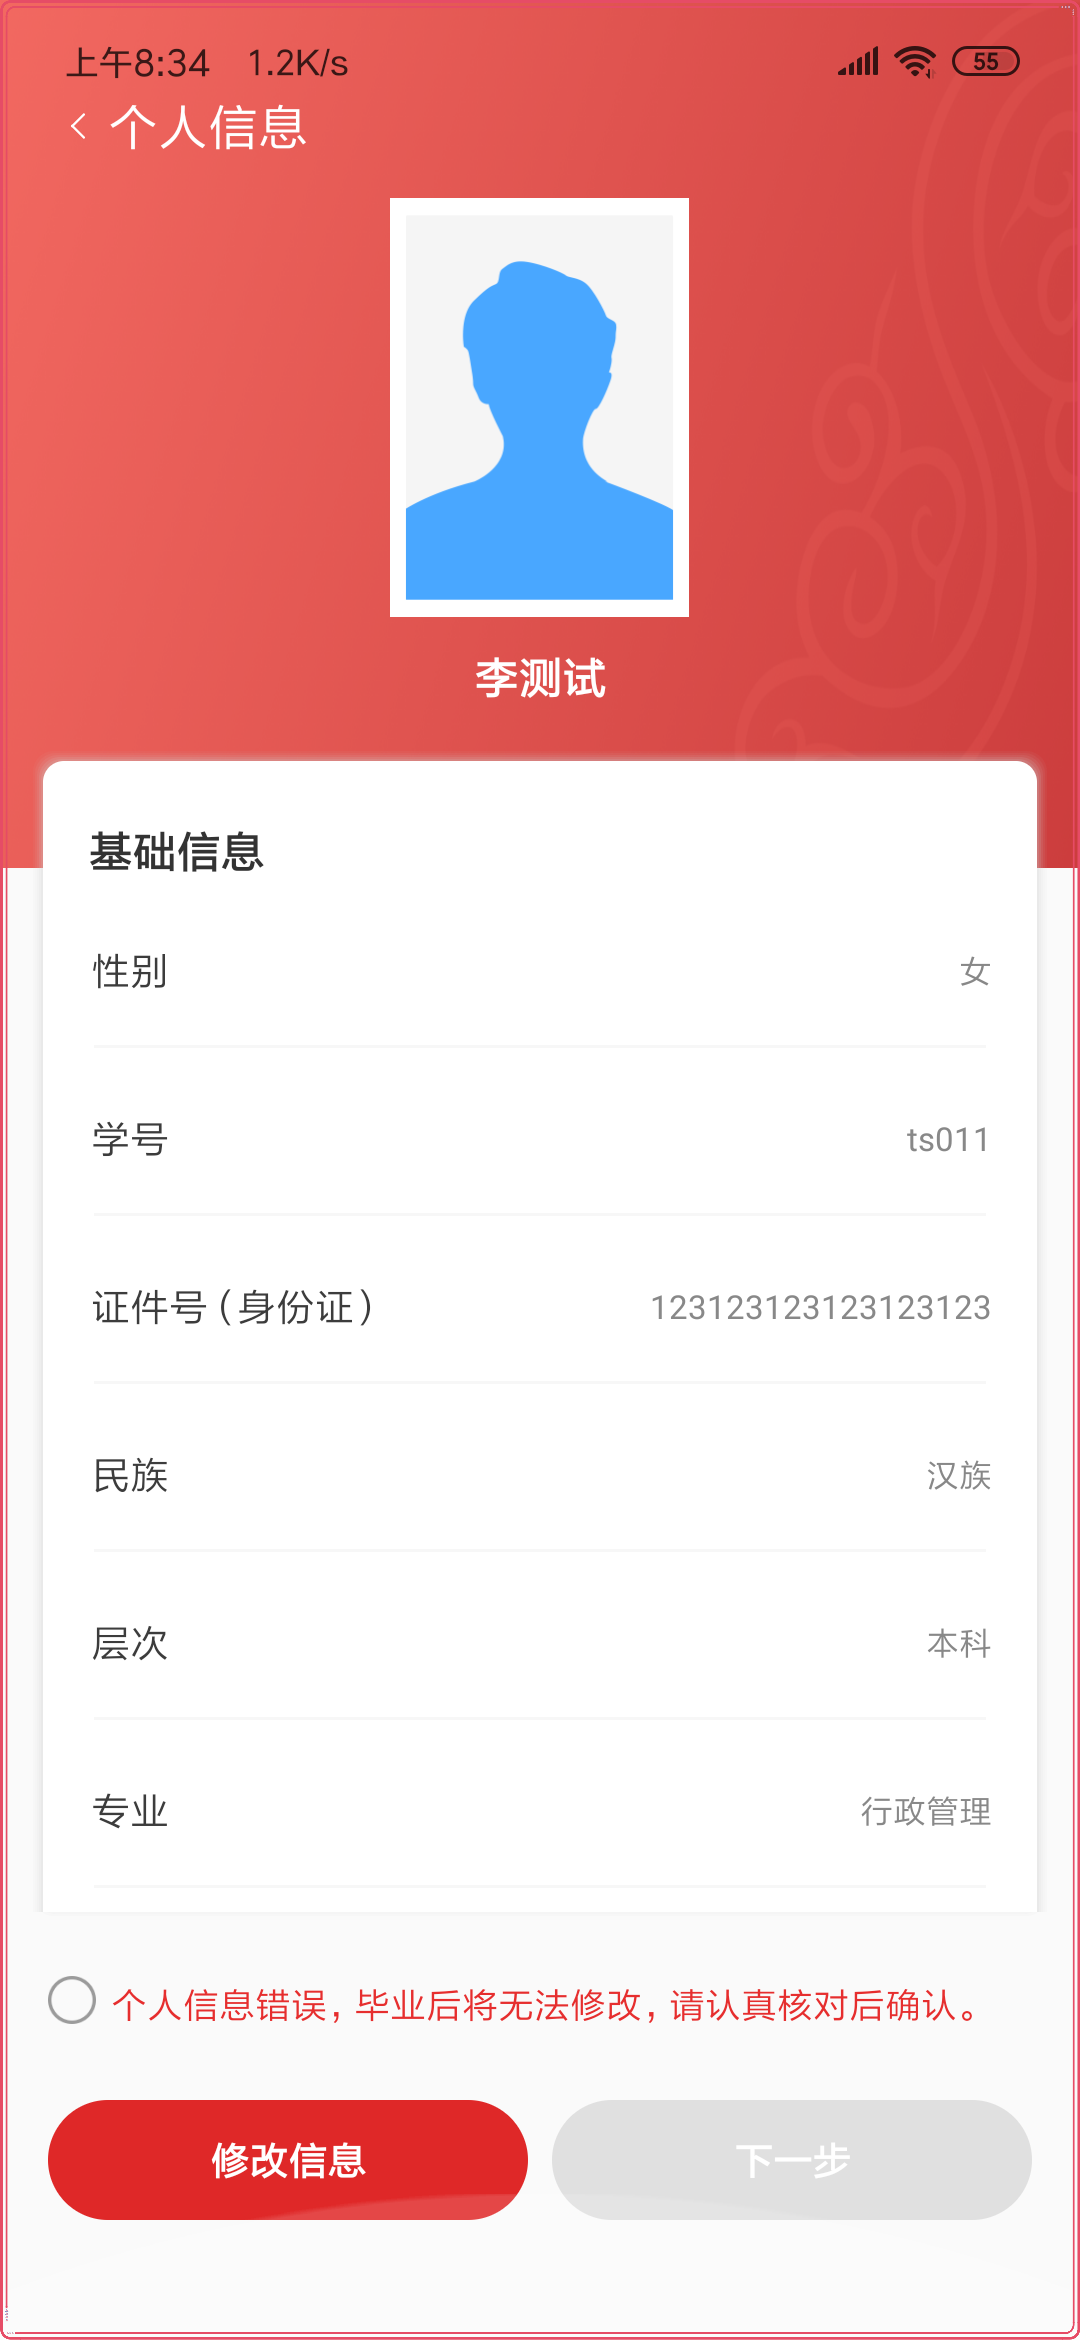 上午8:34 1.2K/s 55
个人信息
李测试
基础信息
性别 女
学号 ts011
证件号（身份证） 123123123123123123
民族 汉族
层次 本科
专业 行政管理
个人信息错误，毕业后将无法修改，请认真核对后确认。
修改信息 下一步